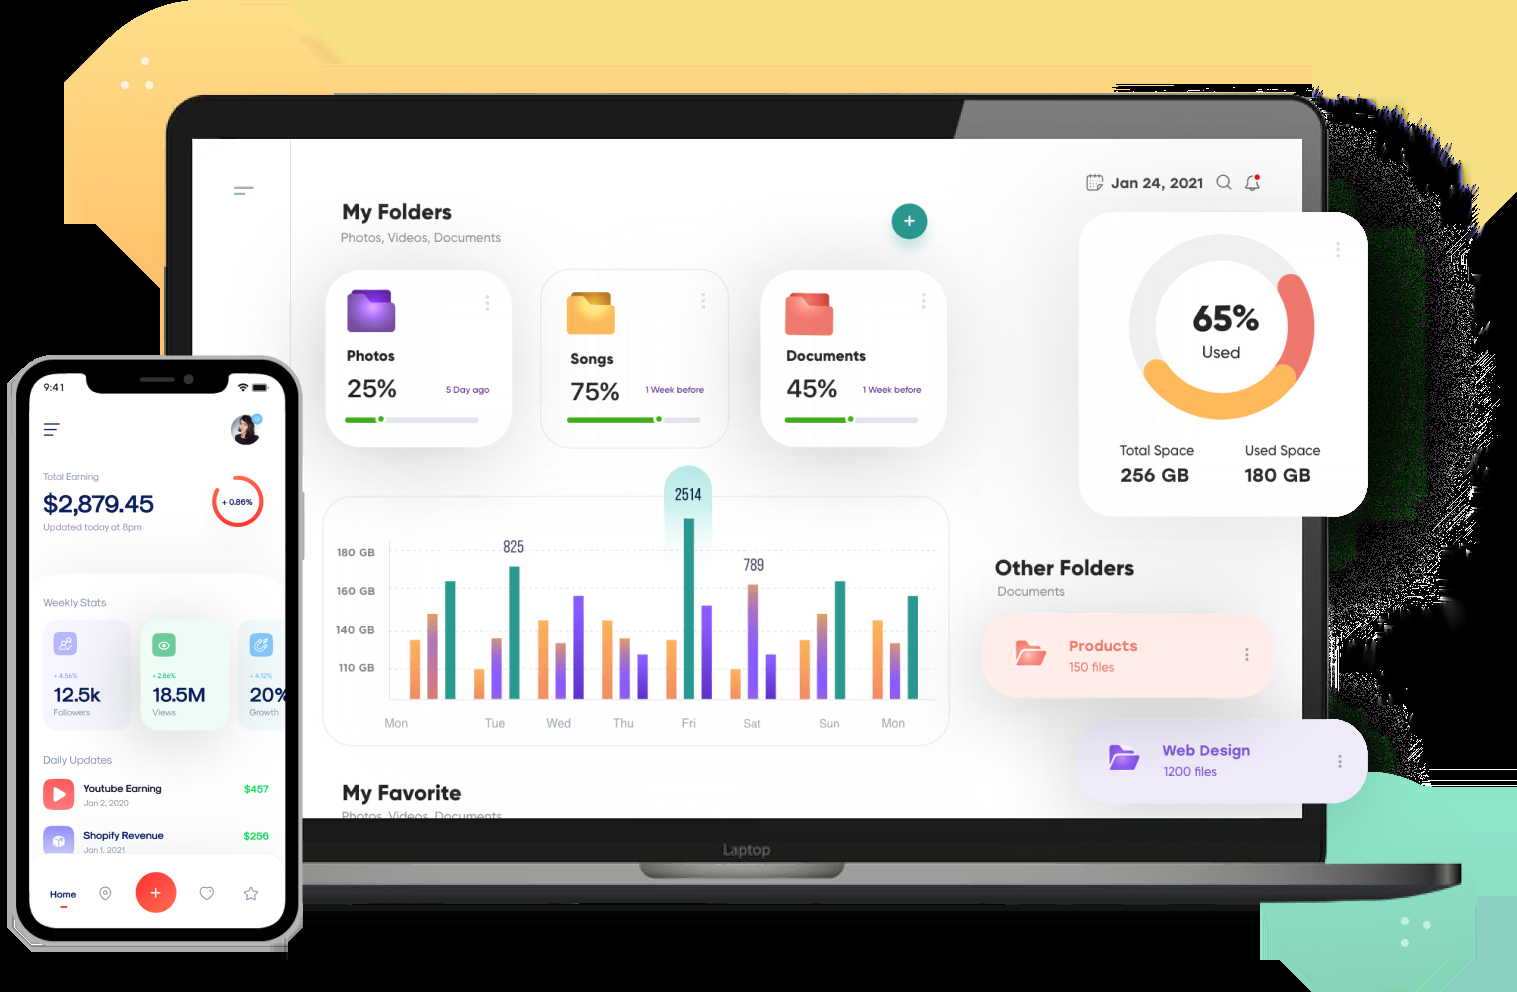 Jan 24, 2021
My Folders
Photos, Videos, Documents
+
Photos
25%
5 Day ago
Songs
75%
1 Week before
Documents
45%
1 Week before
65%
Used
Total Space
Used Space
256 GB
180 GB
2514
825
789
180 GB
160 GB
140 GB
110 GB
Mon
Tue
Wed
Thu
Fri
Sat
Sun
Mon
Other Folders
Documents
Products
150 files
Web Design
1200 files
My Favorite
Photos, Videos, Documents
Laptop
9:41
Total Earning
$2,879.45
+ 0.86%
Updated today at 8pm
Weekly Stats
+ 4.56%
12.5k
Followers
+ 2.86%
18.5M
Views
+ 4.12%
20%
Growth
Daily Updates
Youtube Earning
$457
Jan 2, 2020
Shopify Revenue
$256
Jan 1, 2021
Home
+